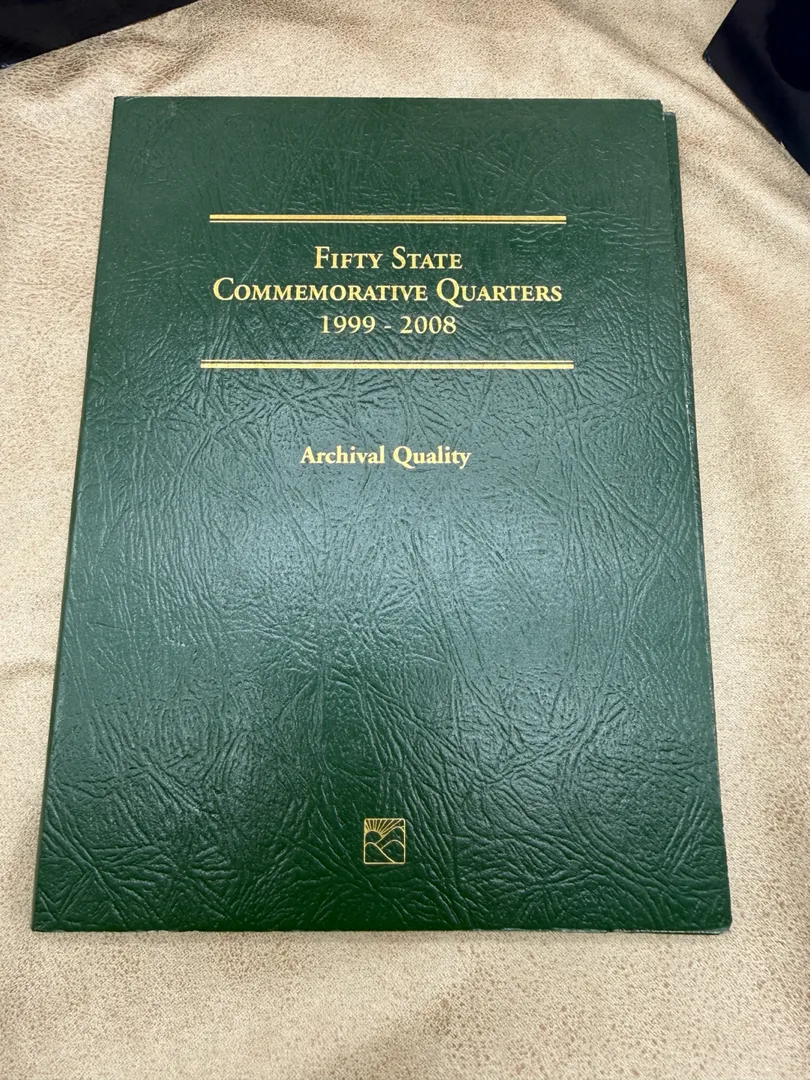 Fifty State
Commemorative Quarters
1999 - 2008
Archival Quality